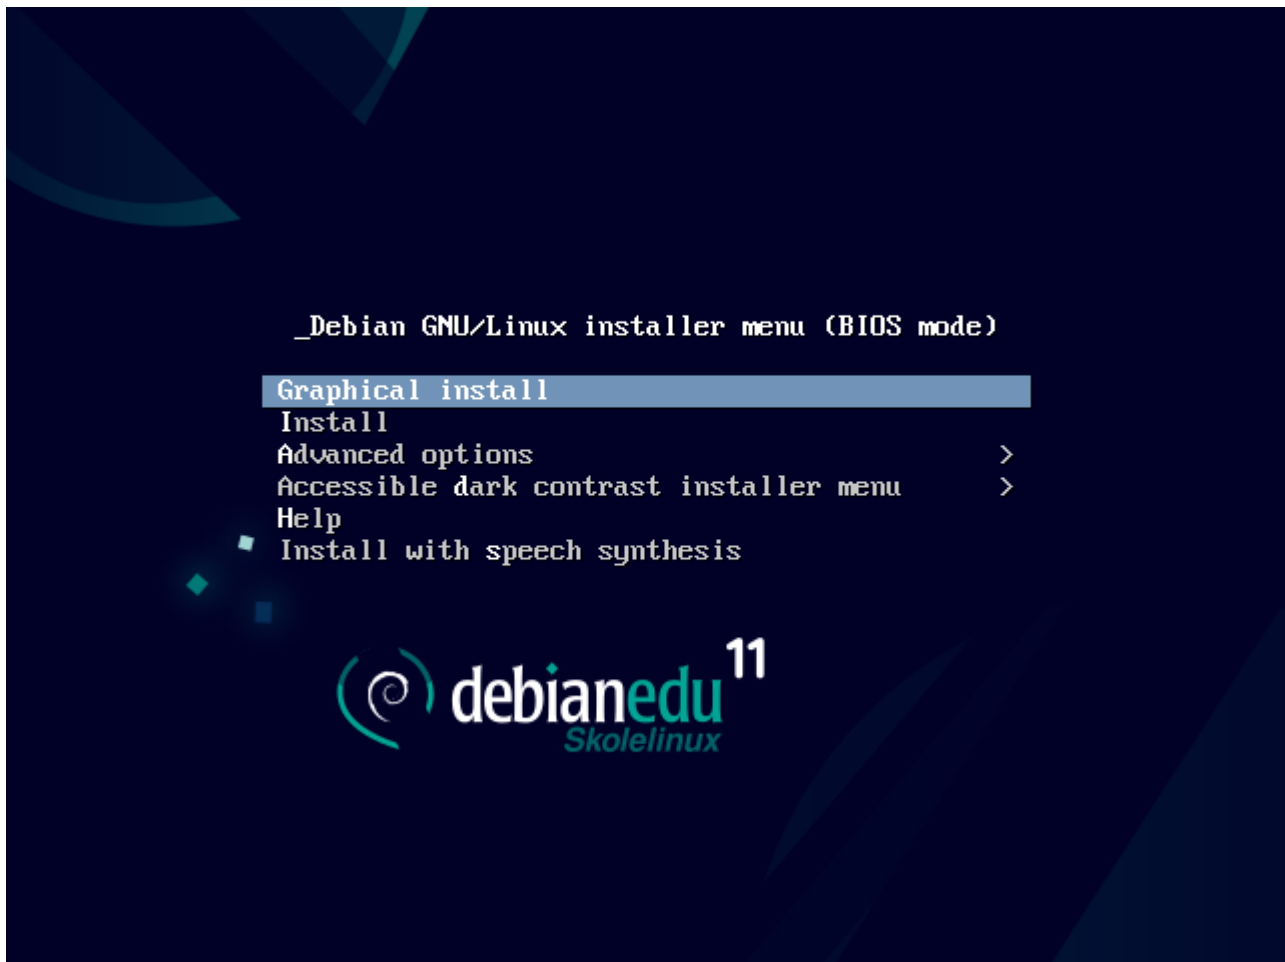 _Debian GNU/Linux installer menu (BIOS mode)
Graphical install
Install
Advanced options >
Accessible dark contrast installer menu >
Help
Install with speech synthesis
debianedu 11
Skolelinux